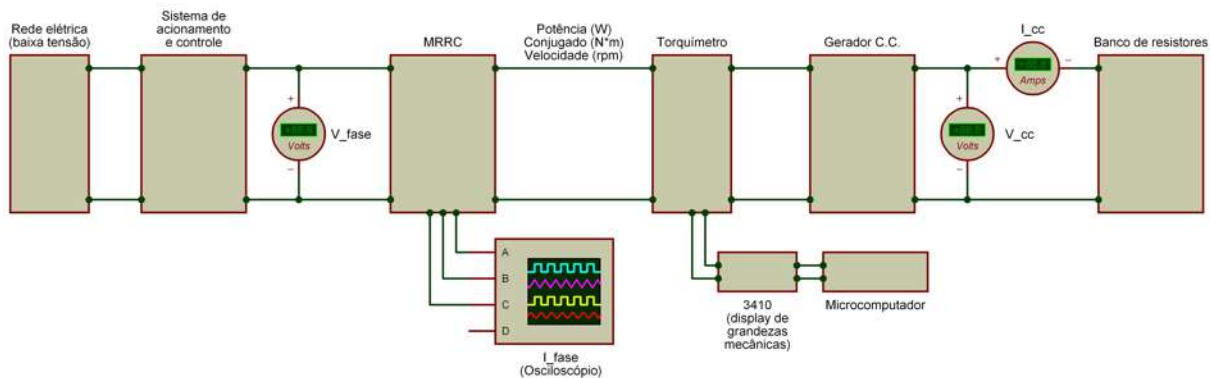 Rede elétrica
(baixa tensão)
Sistema de
acionamento
e controle
MRRC
Potência (W)
Conjugado (N*m)
Velocidade (rpm)
Torquímetro
Gerador C.C.
I_cc
Banco de resistores
+
Volts
−
V_fase
+
Amps
−
+
Volts
−
V_cc
A
B
C
D
I_fase
(Osciloscópio)
3410
(display de
grandezas
mecânicas)
Microcomputador